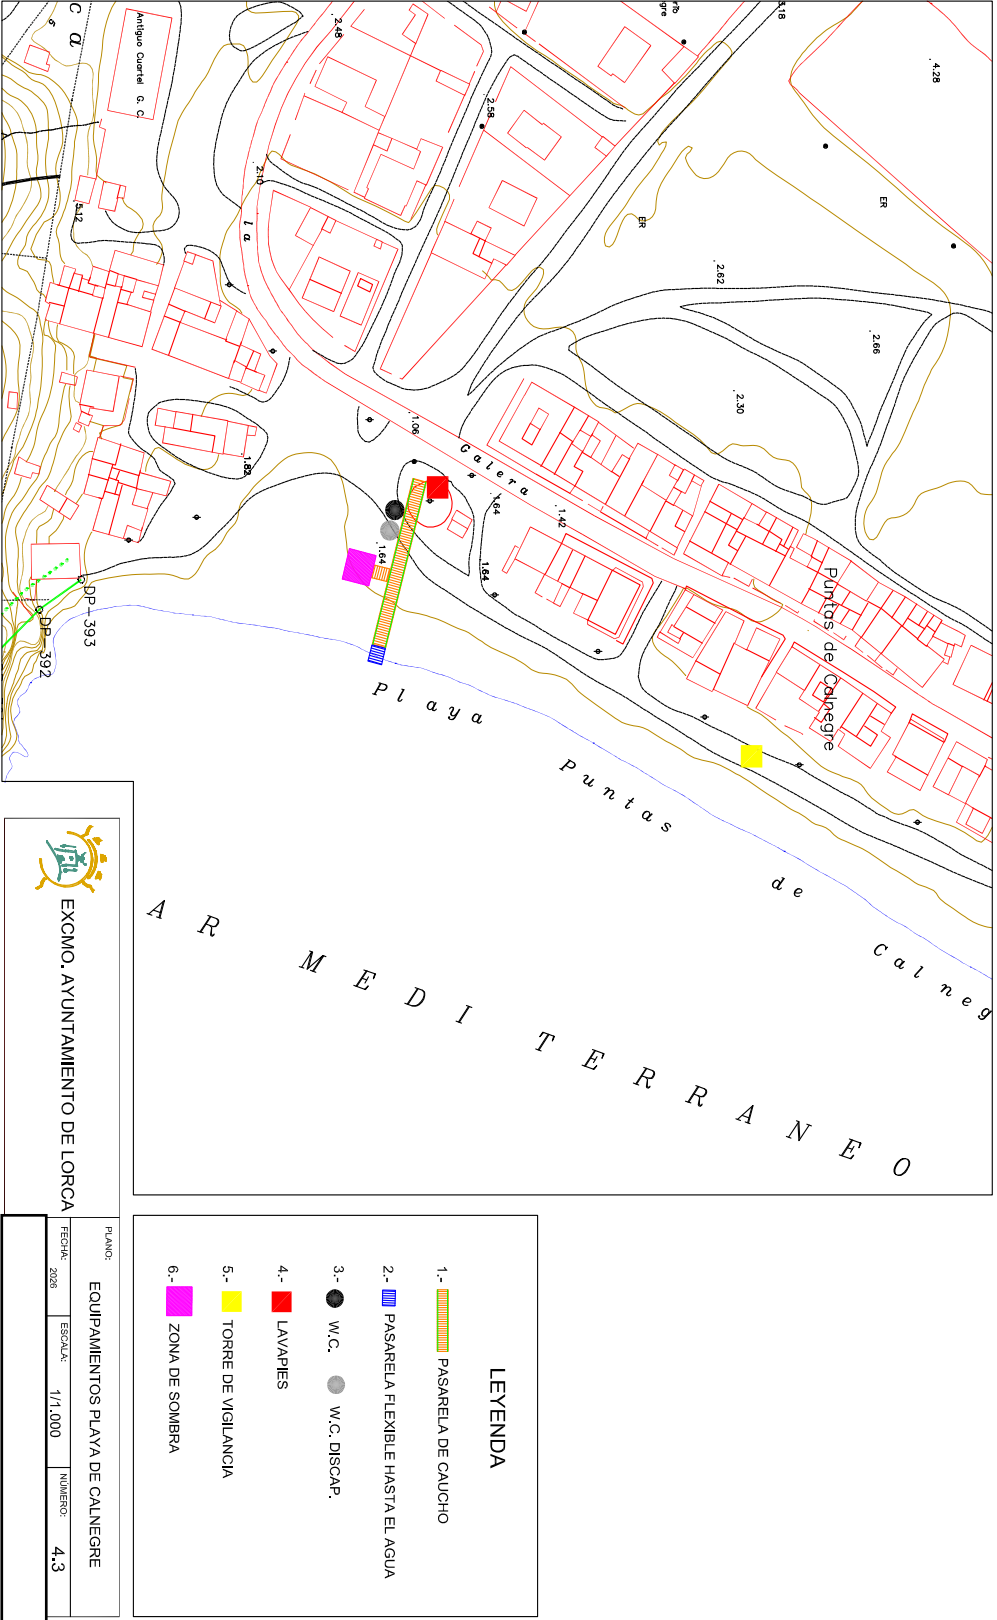 C a
6
Antiguo Cuartel G. C.
5.12
2.48
2.58
2.10
la
3.18
4.28
ER
ER
2.62
2.66
2.30
1.06
Galera
1.82
1.64
1.42
1.64
1.64
Puntas de Calnegre
DP-393
DP-392
Playa
Puntas
de
Calneg
AR MEDITERRANEO
LEYENDA
1.- PASARELA DE CAUCHO
2.- PASARELA FLEXIBLE HASTA EL AGUA
3.- W.C. W.C. DISCAP.
4.- LAVAPIES
5.- TORRE DE VIGILANCIA
6.- ZONA DE SOMBRA
EXCMO. AYUNTAMIENTO DE LORCA
PLANO:
EQUIPAMIENTOS PLAYA DE CALNEGRE
FECHA: 2026
ESCALA: 1/1.000
NÚMERO: 4.3